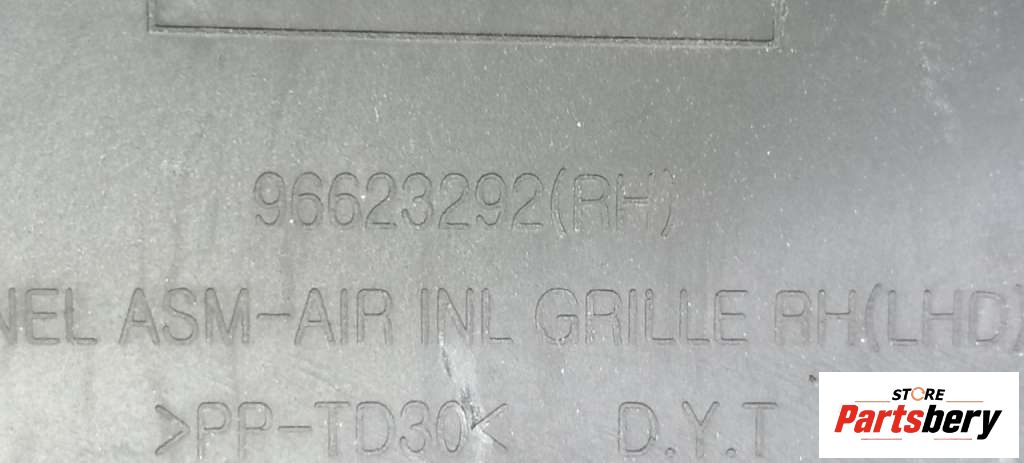 96623292(RH)
NEL ASM-AIR INL GRILLE RH(LHD)
>PP-TD30< D.Y.T
STORE
Partsbery